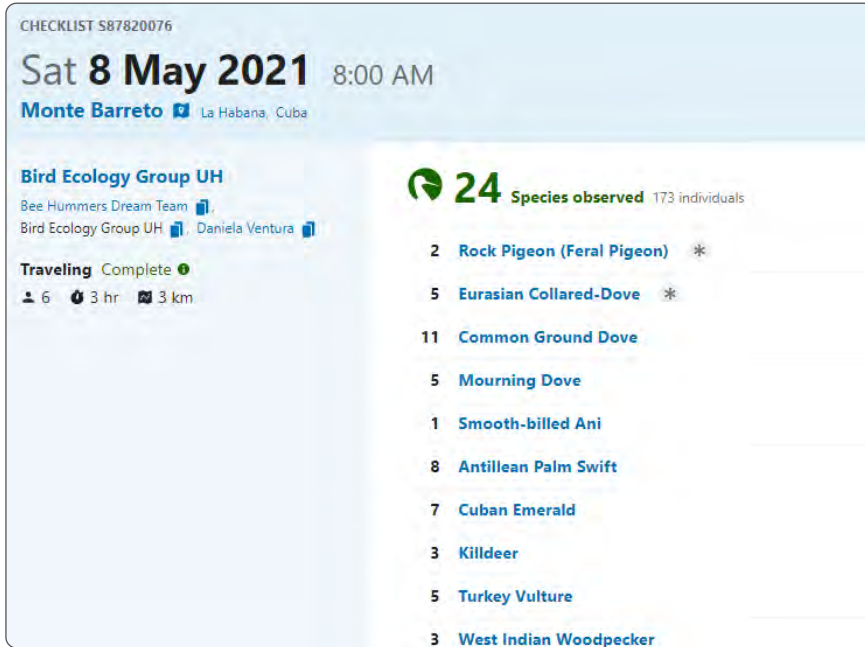 CHECKLIST S87820076
Sat 8 May 2021 8:00 AM
Monte Barreto La Habana, Cuba
Bird Ecology Group UH
Bee Hummers Dream Team ,
Bird Ecology Group UH , Daniela Ventura
Traveling Complete
6 3 hr 3 km
24 Species observed 173 individuals
2 Rock Pigeon (Feral Pigeon) *
5 Eurasian Collared-Dove *
11 Common Ground Dove
5 Mourning Dove
1 Smooth-billed Ani
8 Antillean Palm Swift
7 Cuban Emerald
3 Killdeer
5 Turkey Vulture
3 West Indian Woodpecker